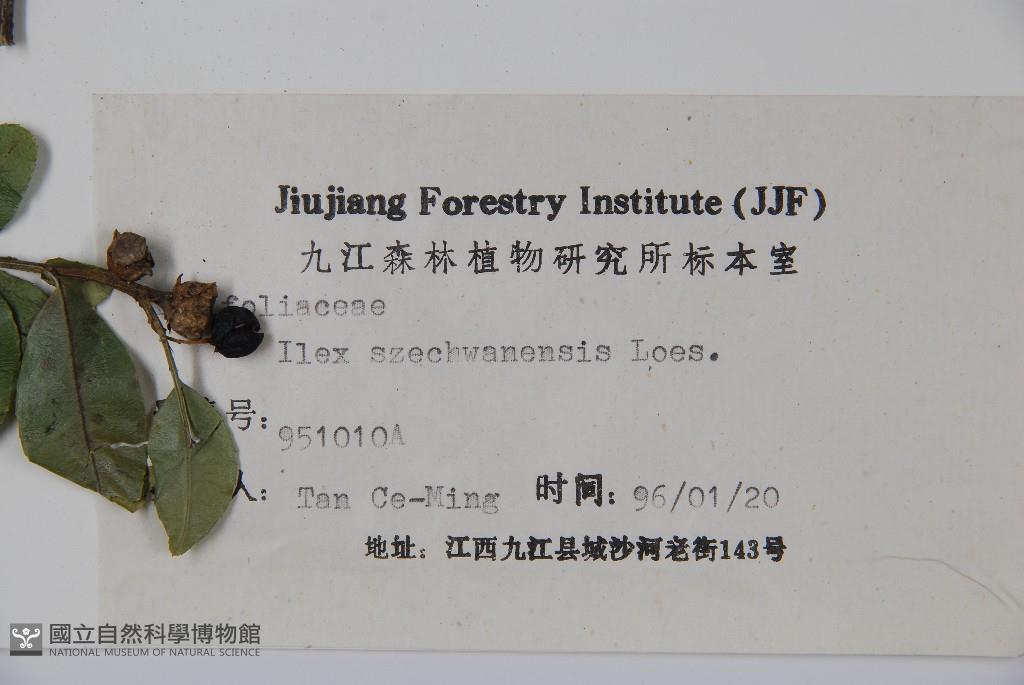 Jiujiang Forestry Institute (JJF)
九江森林植物研究所标本室
foliaceae
Ilex szechwanensis Loes.
号: 951010A
人: Tan Ce-Ming 时间: 96/01/20
地址: 江西九江县城沙河老街143号
國立自然科學博物館
NATIONAL MUSEUM OF NATURAL SCIENCE